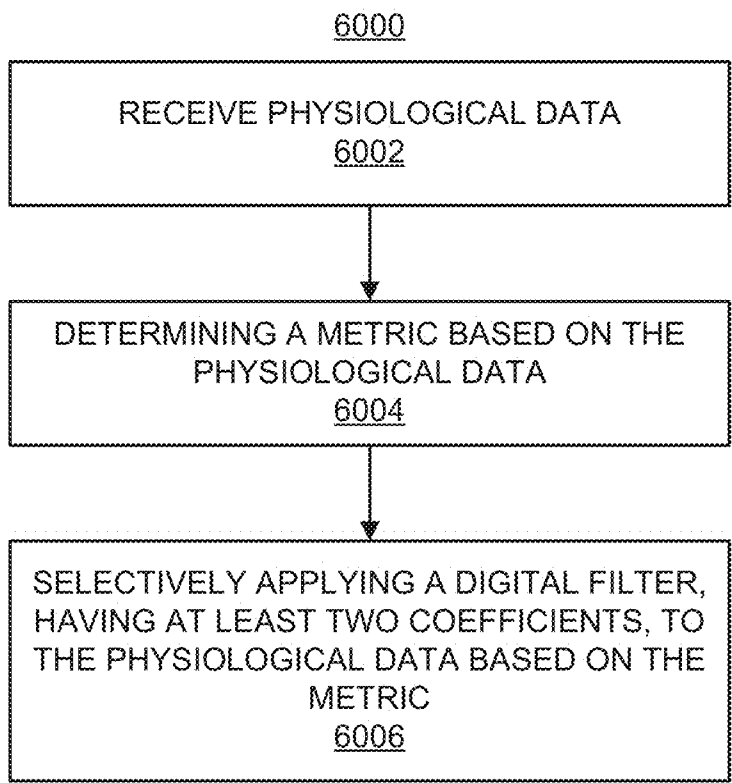 6000
RECEIVE PHYSIOLOGICAL DATA
6002
DETERMINING A METRIC BASED ON THE
PHYSIOLOGICAL DATA
6004
SELECTIVELY APPLYING A DIGITAL FILTER,
HAVING AT LEAST TWO COEFFICIENTS, TO
THE PHYSIOLOGICAL DATA BASED ON THE
METRIC
6006